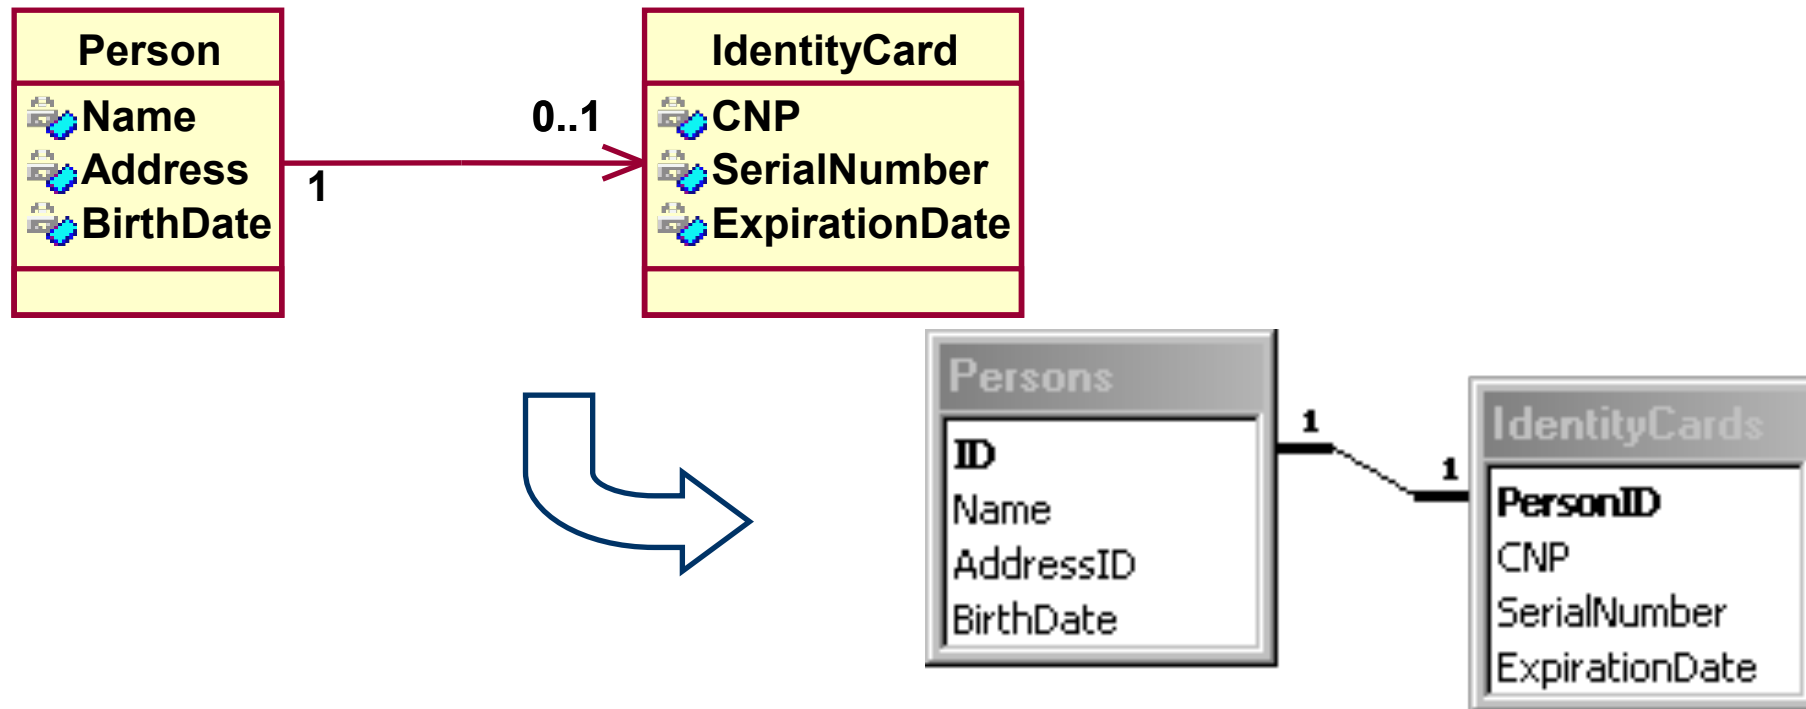 Person
Name
Address
BirthDate
1
0..1
IdentityCard
CNP
SerialNumber
ExpirationDate
Persons
ID
Name
AddressID
BirthDate
1
1
IdentityCards
PersonID
CNP
SerialNumber
ExpirationDate